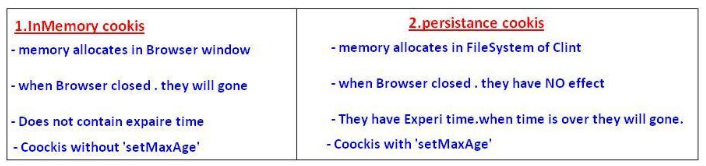 1.InMemory cookis
- memory allocates in Browser window
- when Browser closed . they will gone
- Does not contain expaire time
- Coockis without 'setMaxAge'
2.persistance cookis
- memory allocates in FileSystem of Clint
- when Browser closed . they have NO effect
- They have Experi time.when time is over they will gone.
- Coockis with 'setMaxAge'